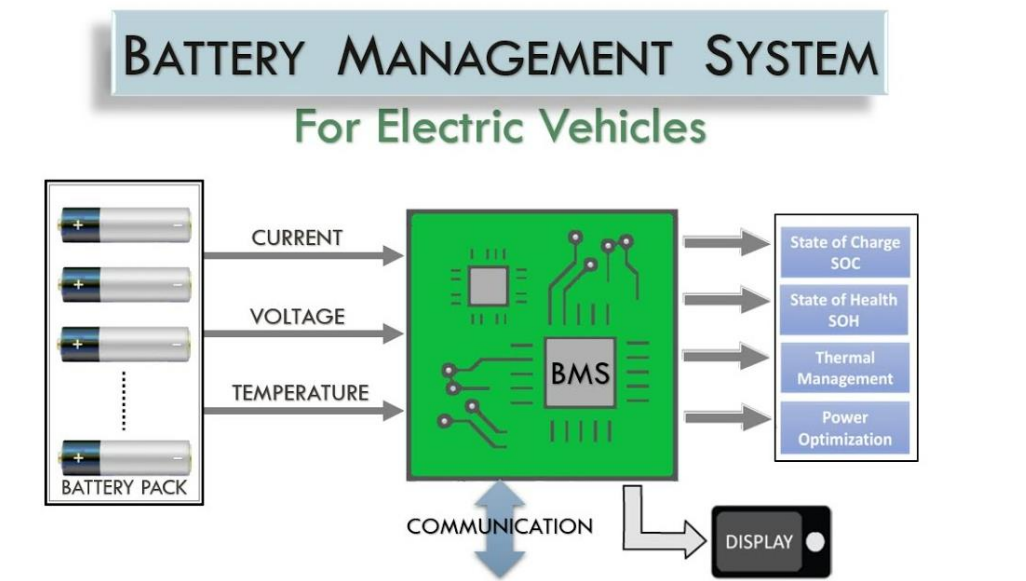 BATTERY MANAGEMENT SYSTEM
For Electric Vehicles
+ −
+ −
+ −
+ −
BATTERY PACK
CURRENT
VOLTAGE
TEMPERATURE
BMS
State of Charge
SOC
State of Health
SOH
Thermal
Management
Power
Optimization
COMMUNICATION
DISPLAY